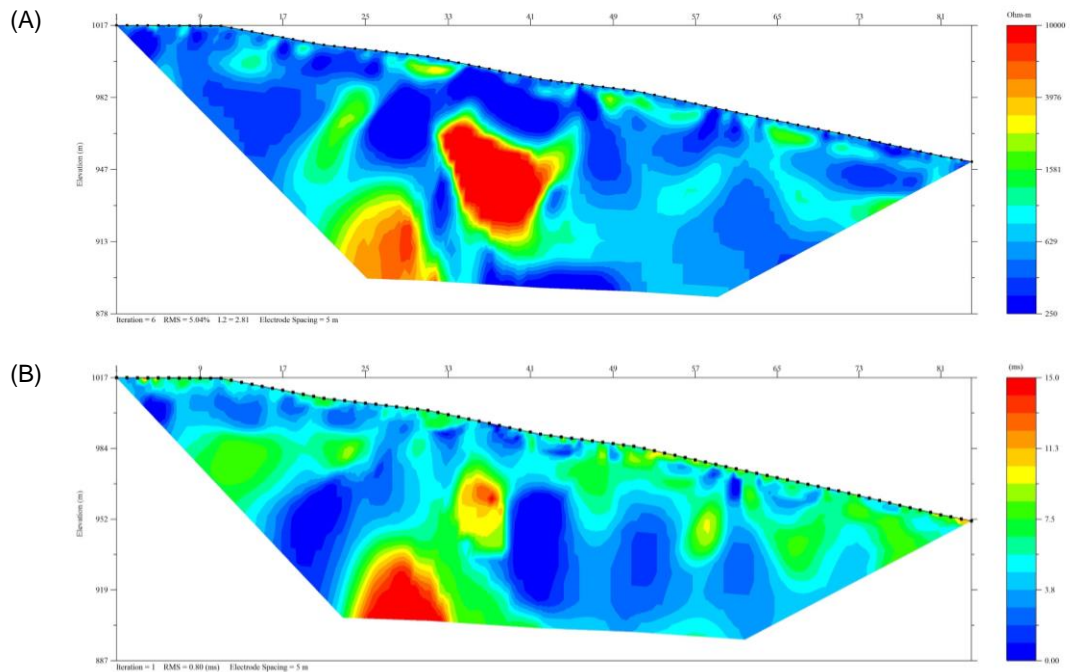 (A)
1 9 17 25 33 41 49 57 65 73 81
Ohm-m
1017
982
947
913
878
Elevation (m)
10000
3976
1581
629
250
Iteration = 6 RMS = 5.04% L2 = 2.81 Electrode Spacing = 5 m
(B)
1 9 17 25 33 41 49 57 65 73 81
(ms)
1017
984
952
919
887
Elevation (m)
15.0
11.3
7.5
3.8
0.00
Iteration = 1 RMS = 0.80 (ms) Electrode Spacing = 5 m